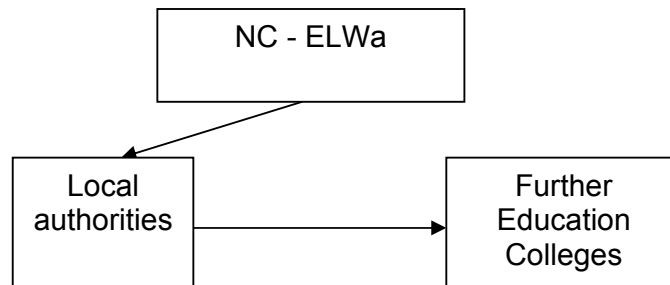 NC - ELWa
Local
authorities
Further
Education
Colleges